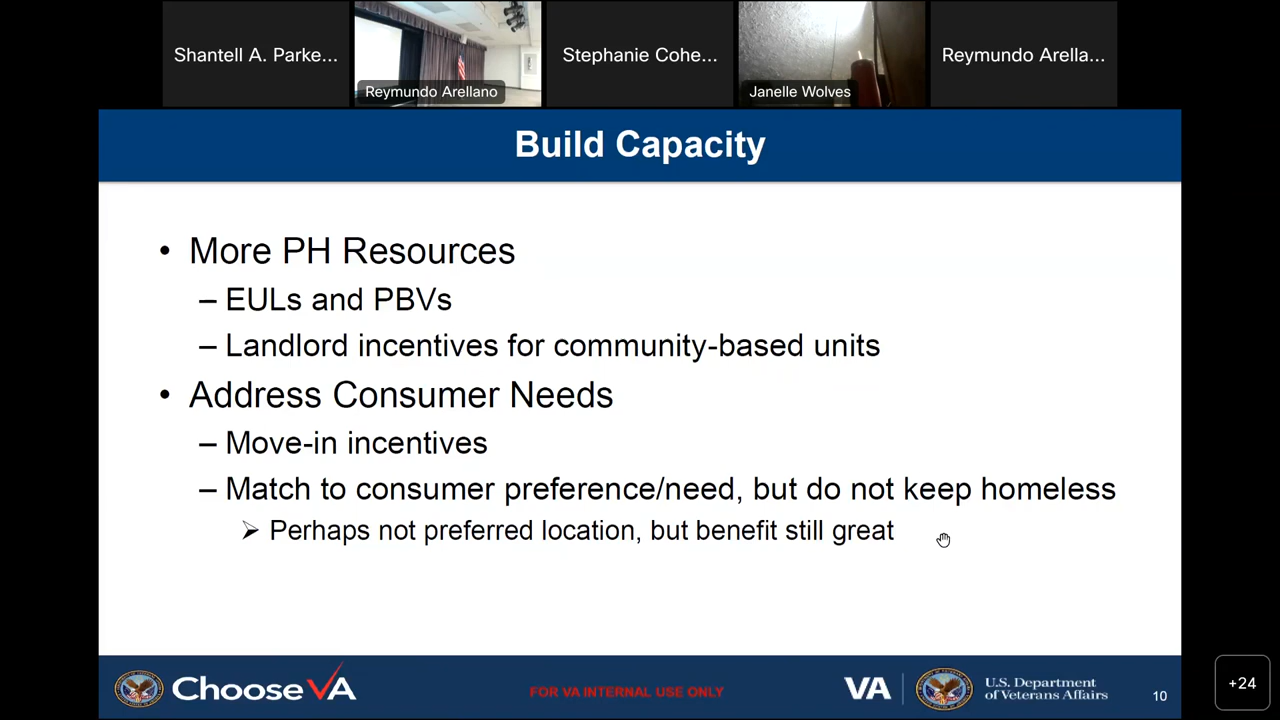 Shantell A. Parke...
Reymundo Arellano
Stephanie Cohe...
Janelle Wolves
Reymundo Arella...
Build Capacity
• More PH Resources
– EULs and PBVs
– Landlord incentives for community-based units
• Address Consumer Needs
– Move-in incentives
– Match to consumer preference/need, but do not keep homeless
➢ Perhaps not preferred location, but benefit still great
Choose VA
FOR VA INTERNAL USE ONLY
VA
U.S. Department
of Veterans Affairs
10
+24